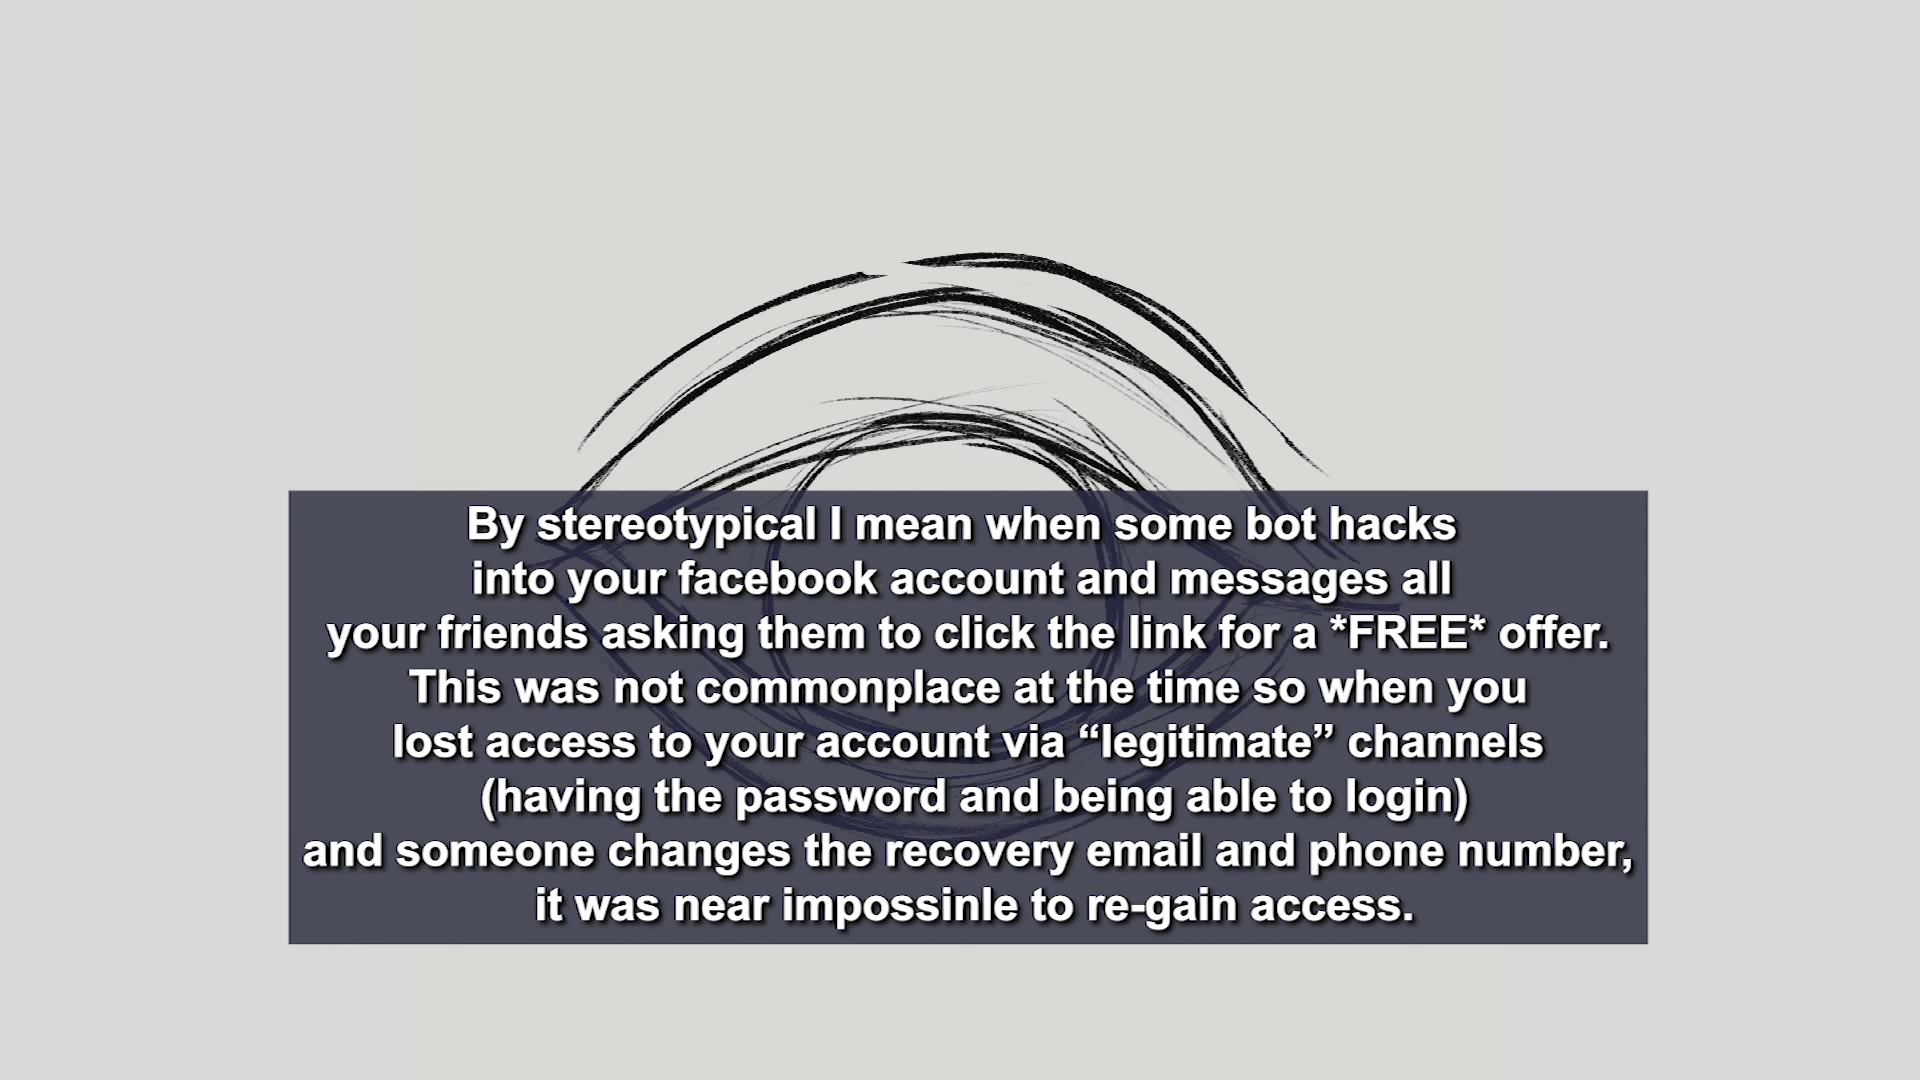 By stereotypical I mean when some bot hacks
into your facebook account and messages all
your friends asking them to click the link for a *FREE* offer.
This was not commonplace at the time so when you
lost access to your account via “legitimate” channels
(having the password and being able to login)
and someone changes the recovery email and phone number,
it was near impossinle to re-gain access.